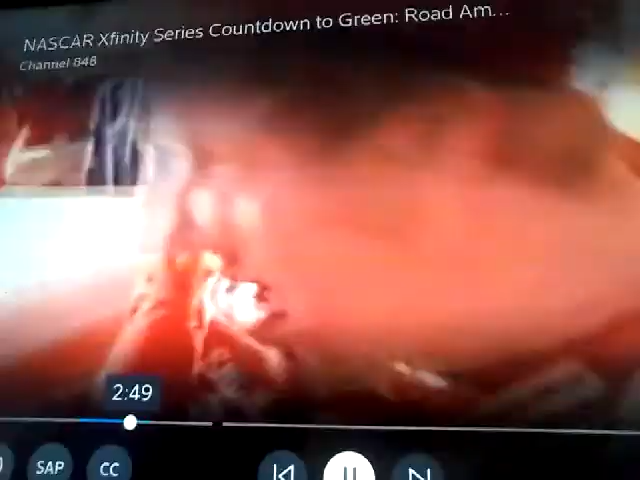 NASCAR Xfinity Series Countdown to Green: Road Am...
Channel 848
2:49
SAP
CC